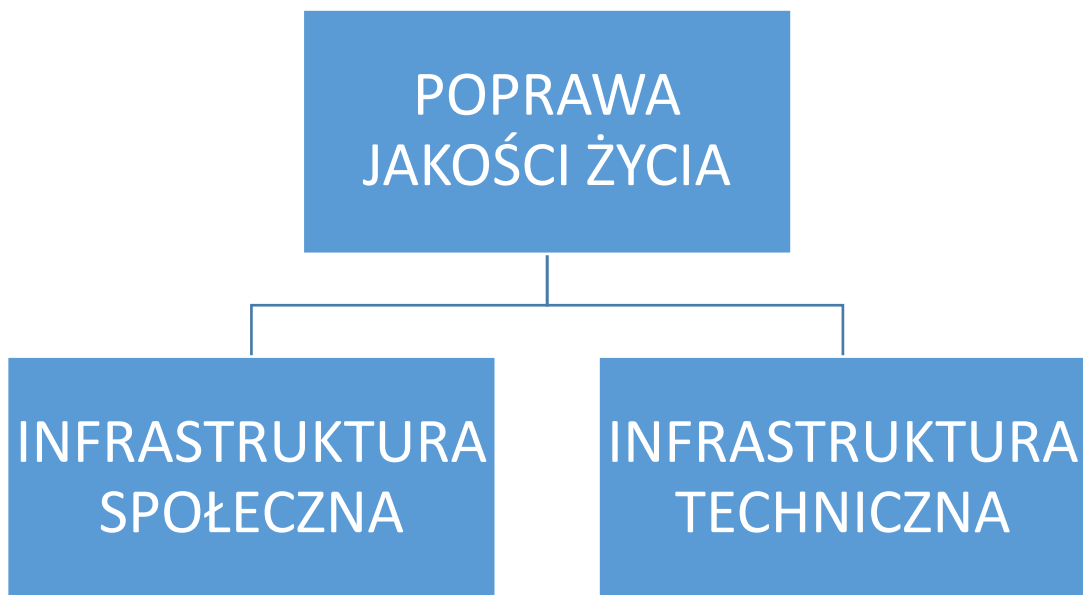 POPRAWA
JAKOŚCI ŻYCIA
INFRASTRUKTURA
SPOŁECZNA
INFRASTRUKTURA
TECHNICZNA